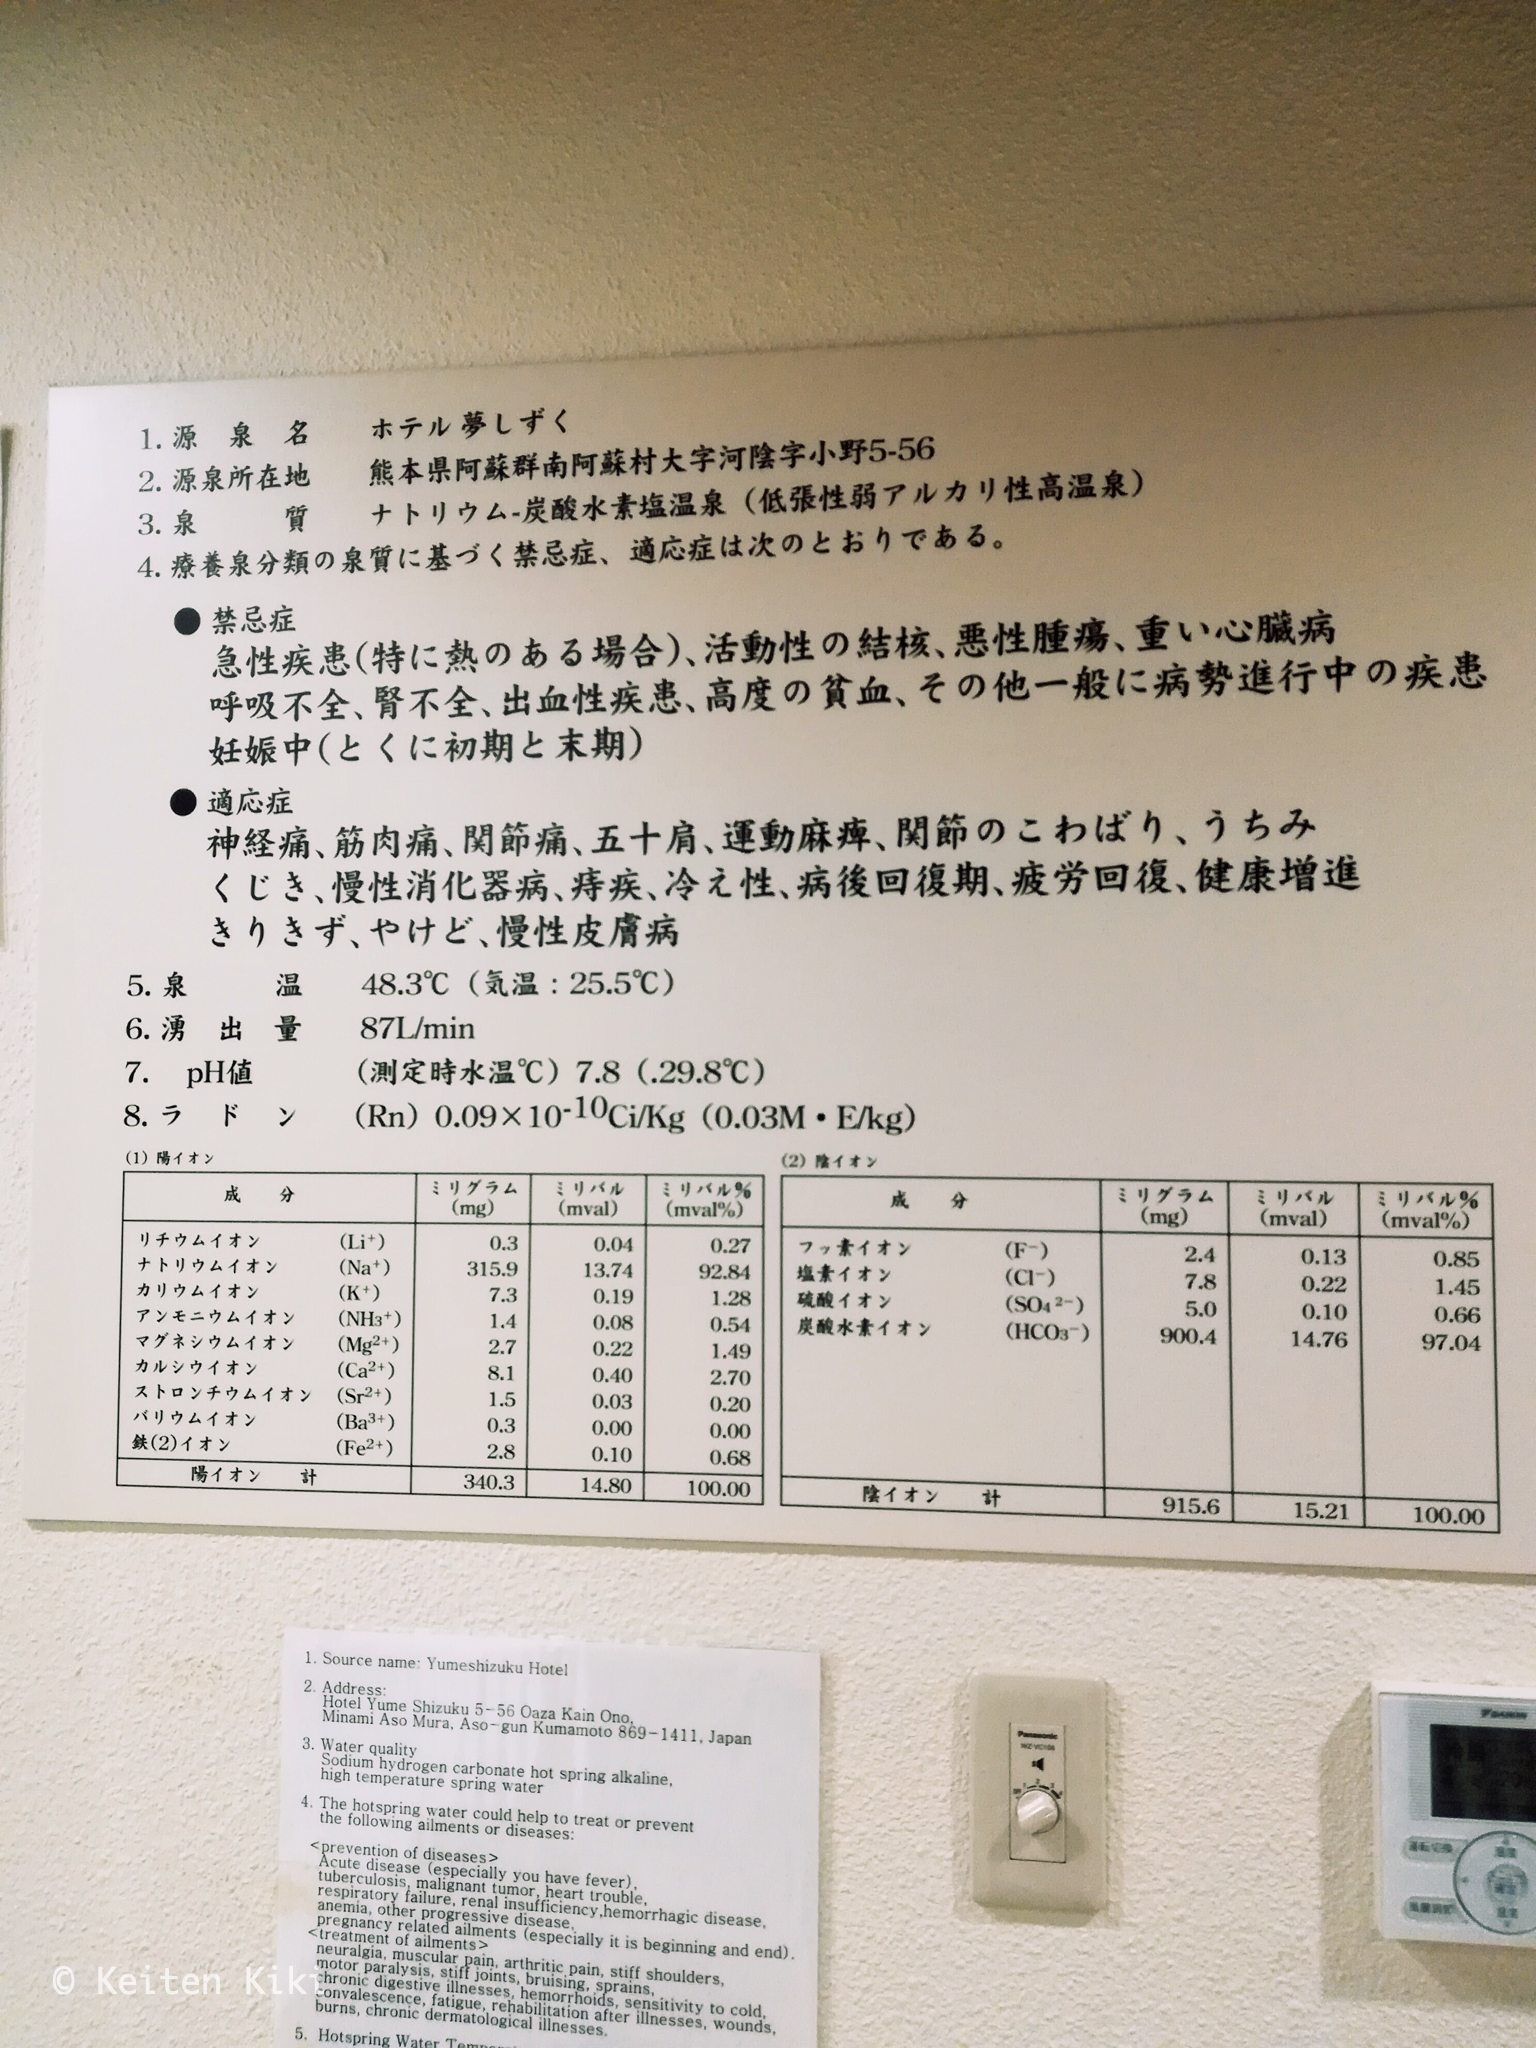 1. 源泉名 ホテル 夢しずく
2. 源泉所在地 熊本県阿蘇群南阿蘇村大字河陰字小野5-56
3. 泉質 ナトリウム-炭酸水素塩温泉（低張性弱アルカリ性高温泉）
4. 療養泉分類の泉質に基づく禁忌症、適応症は次のとおりである。
● 禁忌症
急性疾患(特に熱のある場合)、活動性の結核、悪性腫瘍、重い心臓病
呼吸不全、腎不全、出血性疾患、高度の貧血、その他一般に病勢進行中の疾患
妊娠中(とくに初期と末期)
● 適応症
神経痛、筋肉痛、関節痛、五十肩、運動麻痺、関節のこわばり、うちみ
くじき、慢性消化器病、痔疾、冷え性、病後回復期、疲労回復、健康増進
きりきず、やけど、慢性皮膚病
5. 泉温 48.3℃（気温：25.5℃）
6. 湧出量 87L/min
7. pH値 (測定時水温℃) 7.8 (.29.8℃)
8. ラドン (Rn) 0.09×10-10Ci/Kg (0.03M・E/kg)
(1) 陽イオン
成分 ミリグラム (mg) ミリバル (mval) ミリバル% (mval%)
リチウムイオン (Li+) 0.3 0.04 0.27
ナトリウムイオン (Na+) 315.9 13.74 92.84
カリウムイオン (K+) 7.3 0.19 1.28
アンモニウムイオン (NH3+) 1.4 0.08 0.54
マグネシウムイオン (Mg2+) 2.7 0.22 1.49
カルシウイオン (Ca2+) 8.1 0.40 2.70
ストロンチウムイオン (Sr2+) 1.5 0.03 0.20
バリウムイオン (Ba3+) 0.3 0.00 0.00
鉄(2)イオン (Fe2+) 2.8 0.10 0.68
陽イオン 計 340.3 14.80 100.00
(2) 陰イオン
成分 ミリグラム (mg) ミリバル (mval) ミリバル% (mval%)
フッ素イオン (F-) 2.4 0.13 0.85
塩素イオン (Cl-) 7.8 0.22 1.45
硫酸イオン (SO4 2-) 5.0 0.10 0.66
炭酸水素イオン (HCO3-) 900.4 14.76 97.04
陰イオン 計 915.6 15.21 100.00
1. Source name: Yumeshizuku Hotel
2. Address:
Hotel Yume Shizuku 5-56 Oaza Kain Ono,
Minami Aso Mura, Aso-gun Kumamoto 869-1411, Japan
3. Water quality
Sodium hydrogen carbonate hot spring alkaline,
high temperature spring water
4. The hotspring water could help to treat or prevent
the following ailments or diseases:
<prevention of diseases>
Acute disease (especially you have fever),
tuberculosis, malignant tumor, heart trouble,
respiratory failure, renal insufficiency,hemorrhagic disease,
anemia, other progressive disease,
pregnancy related ailments (especially it is beginning and end).
<treatment of ailments>
neuralgia, muscular pain, arthritic pain, stiff shoulders,
motor paralysis, stiff joints, bruising, sprains,
chronic digestive illnesses, hemorrhoids, sensitivity to cold,
convalescence, fatigue, rehabilitation after illnesses, wounds,
burns, chronic dermatological illnesses.
5. Hotspring Water
Panasonic
DAIKIN
運転切換
風量調節
© Keiten Kiki